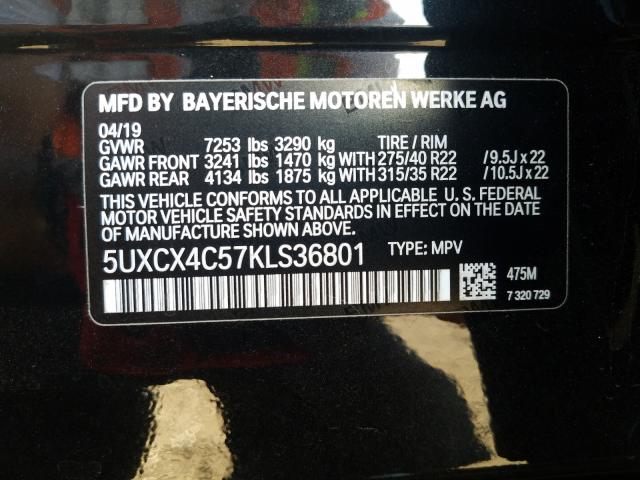 MFD BY BAYERISCHE MOTOREN WERKE AG
04/19
GVWR 7253 lbs 3290 kg TIRE / RIM
GAWR FRONT 3241 lbs 1470 kg WITH 275/40 R22 /9.5J x 22
GAWR REAR 4134 lbs 1875 kg WITH 315/35 R22 /10.5J x 22
THIS VEHICLE CONFORMS TO ALL APPLICABLE U. S. FEDERAL
MOTOR VEHICLE SAFETY STANDARDS IN EFFECT ON THE DATE
OF MANUFACTURE SHOWN ABOVE.
5UXCX4C57KLS36801 TYPE: MPV
475M
7 320 729